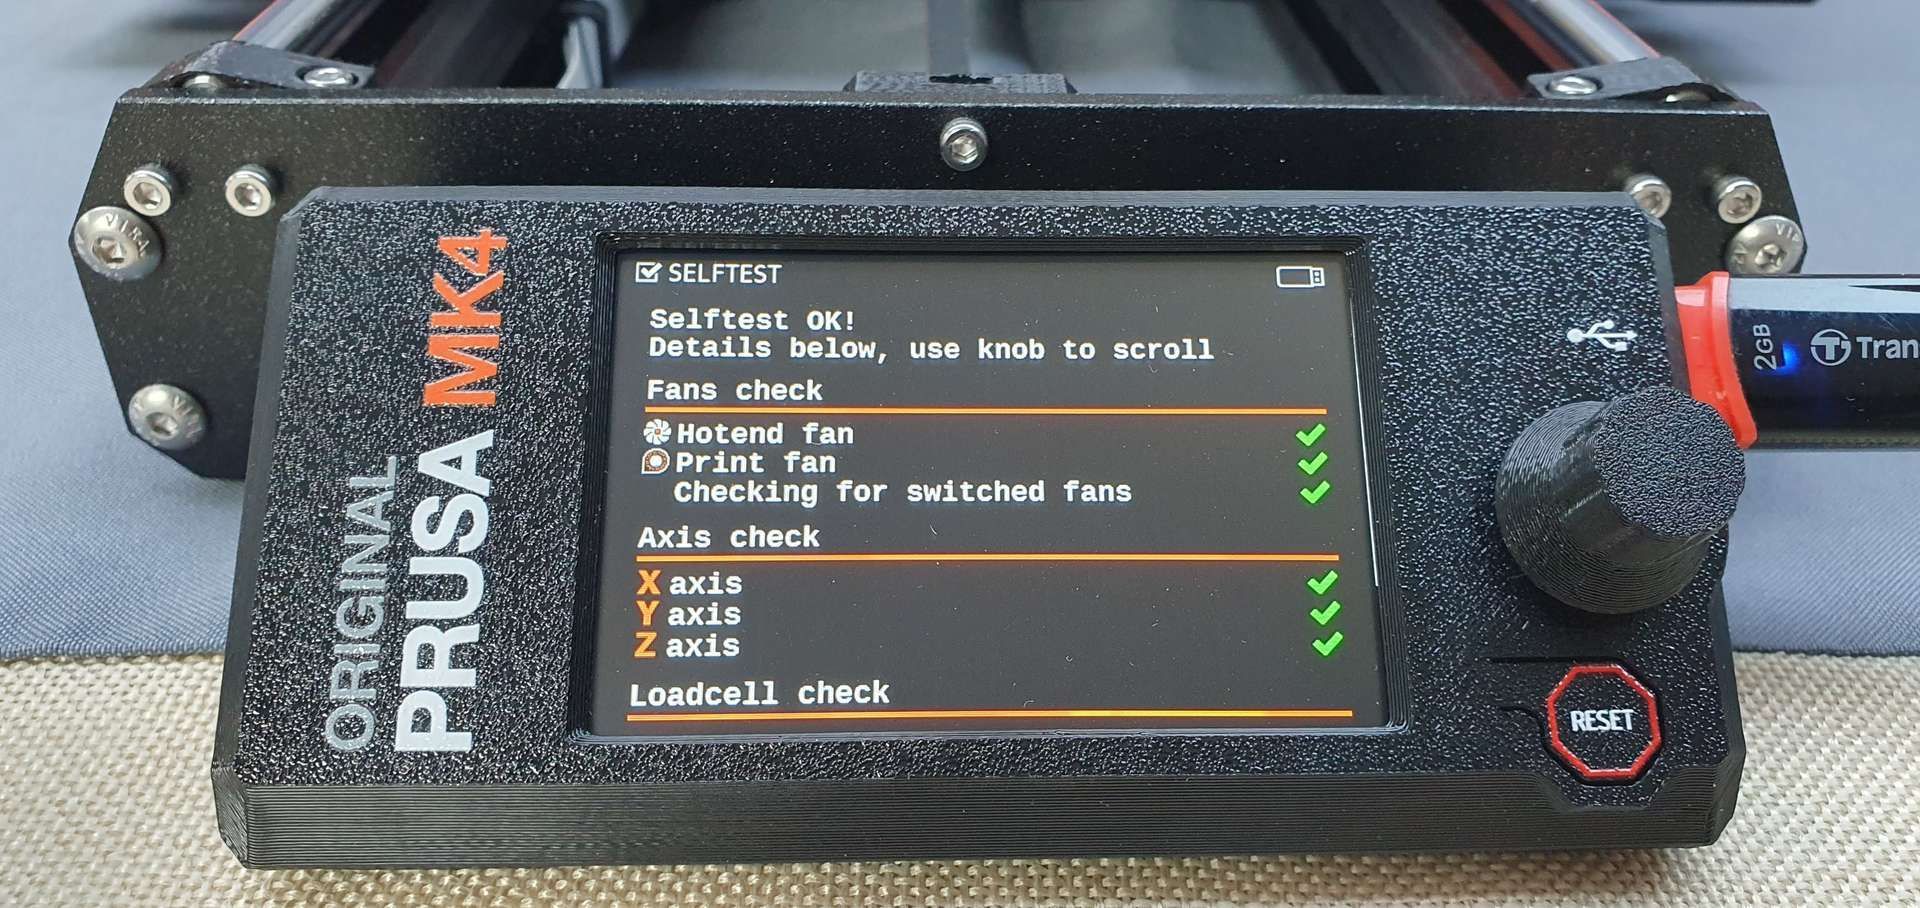 ORIGINAL
PRUSA MK4
SELFTEST
Selftest OK!
Details below, use knob to scroll
Fans check
Hotend fan
Print fan
Checking for switched fans
Axis check
X axis
Y axis
Z axis
Loadcell check
2GB
Tran
RESET